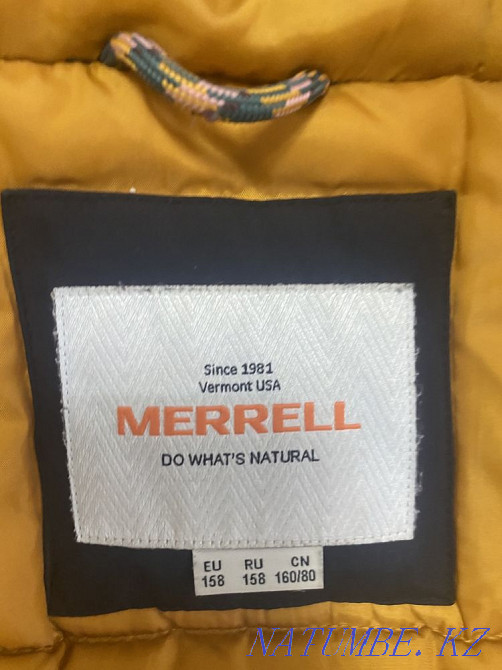 Since 1981
Vermont USA
MERRELL
DO WHAT'S NATURAL
EU RU CN
158 158 160/80
NATUMBE. KZ